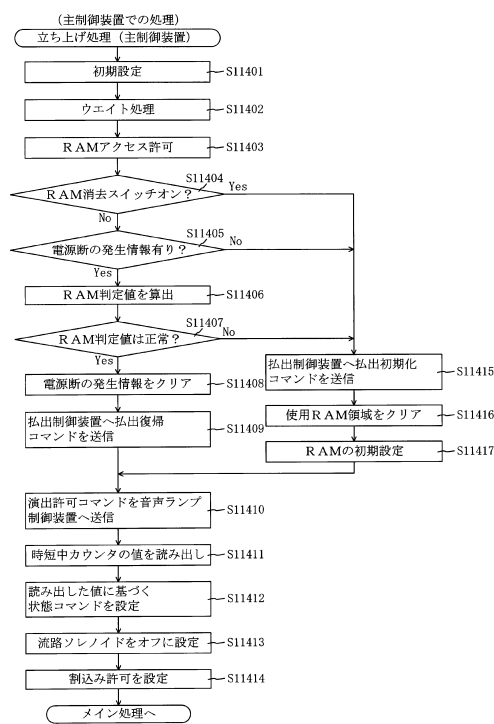 (主制御装置での処理)
立ち上げ処理(主制御装置)
初期設定
S11401
ウエイト処理
S11402
RAMアクセス許可
S11403
S11404
RAM消去スイッチオン?
Yes
No
S11405
電源断の発生情報有り?
No
Yes
RAM判定値を算出
S11406
S11407
RAM判定値は正常?
No
Yes
電源断の発生情報をクリア
S11408
払出制御装置へ払出復帰
コマンドを送信
S11409
払出制御装置へ払出初期化
コマンドを送信
S11415
使用RAM領域をクリア
S11416
RAMの初期設定
S11417
演出許可コマンドを音声ランプ
制御装置へ送信
S11410
時短中カウンタの値を読み出し
S11411
読み出した値に基づく
状態コマンドを設定
S11412
流路ソレノイドをオフに設定
S11413
割込み許可を設定
S11414
メイン処理へ